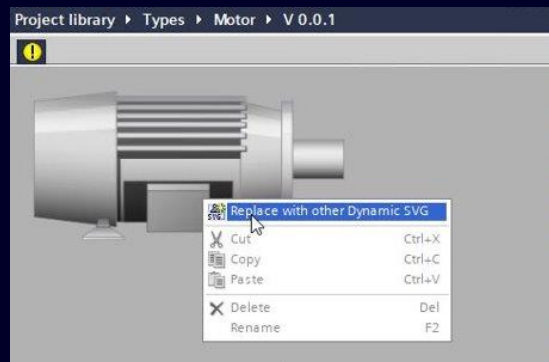 Project library ▸ Types ▸ Motor ▸ V 0.0.1
Replace with other Dynamic SVG
Cut Ctrl+X
Copy Ctrl+C
Paste Ctrl+V
Delete Del
Rename F2